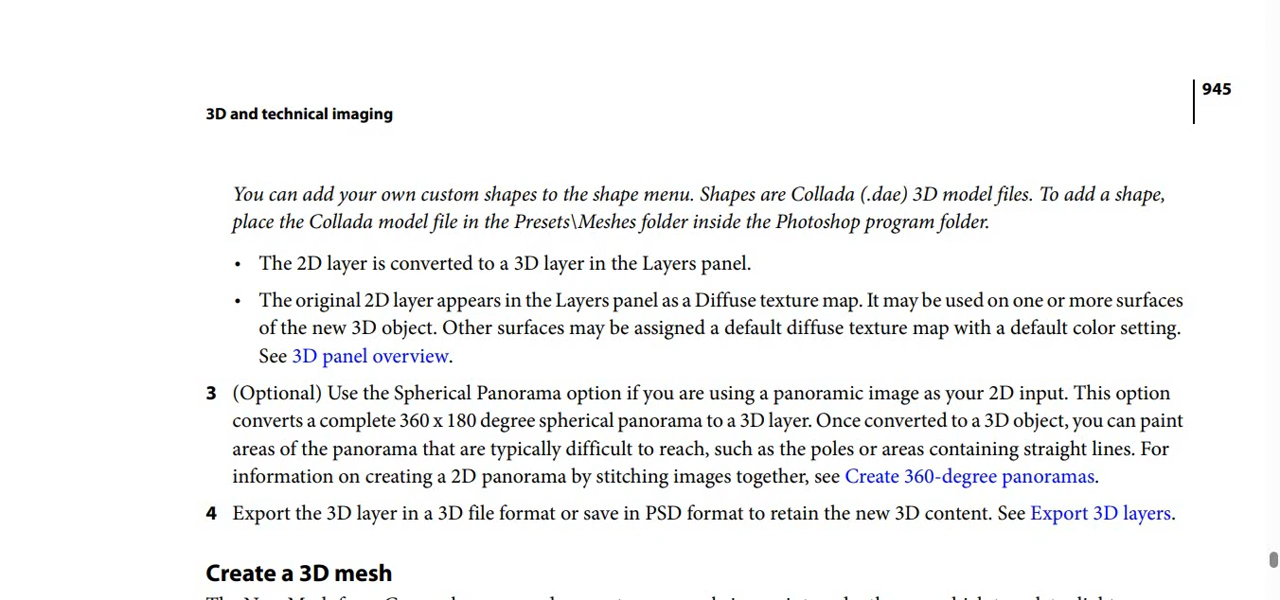 945
3D and technical imaging
You can add your own custom shapes to the shape menu. Shapes are Collada (.dae) 3D model files. To add a shape,
place the Collada model file in the Presets\Meshes folder inside the Photoshop program folder.
• The 2D layer is converted to a 3D layer in the Layers panel.
• The original 2D layer appears in the Layers panel as a Diffuse texture map. It may be used on one or more surfaces
of the new 3D object. Other surfaces may be assigned a default diffuse texture map with a default color setting.
See 3D panel overview.
3 (Optional) Use the Spherical Panorama option if you are using a panoramic image as your 2D input. This option
converts a complete 360 x 180 degree spherical panorama to a 3D layer. Once converted to a 3D object, you can paint
areas of the panorama that are typically difficult to reach, such as the poles or areas containing straight lines. For
information on creating a 2D panorama by stitching images together, see Create 360-degree panoramas.
4 Export the 3D layer in a 3D file format or save in PSD format to retain the new 3D content. See Export 3D layers.
Create a 3D mesh